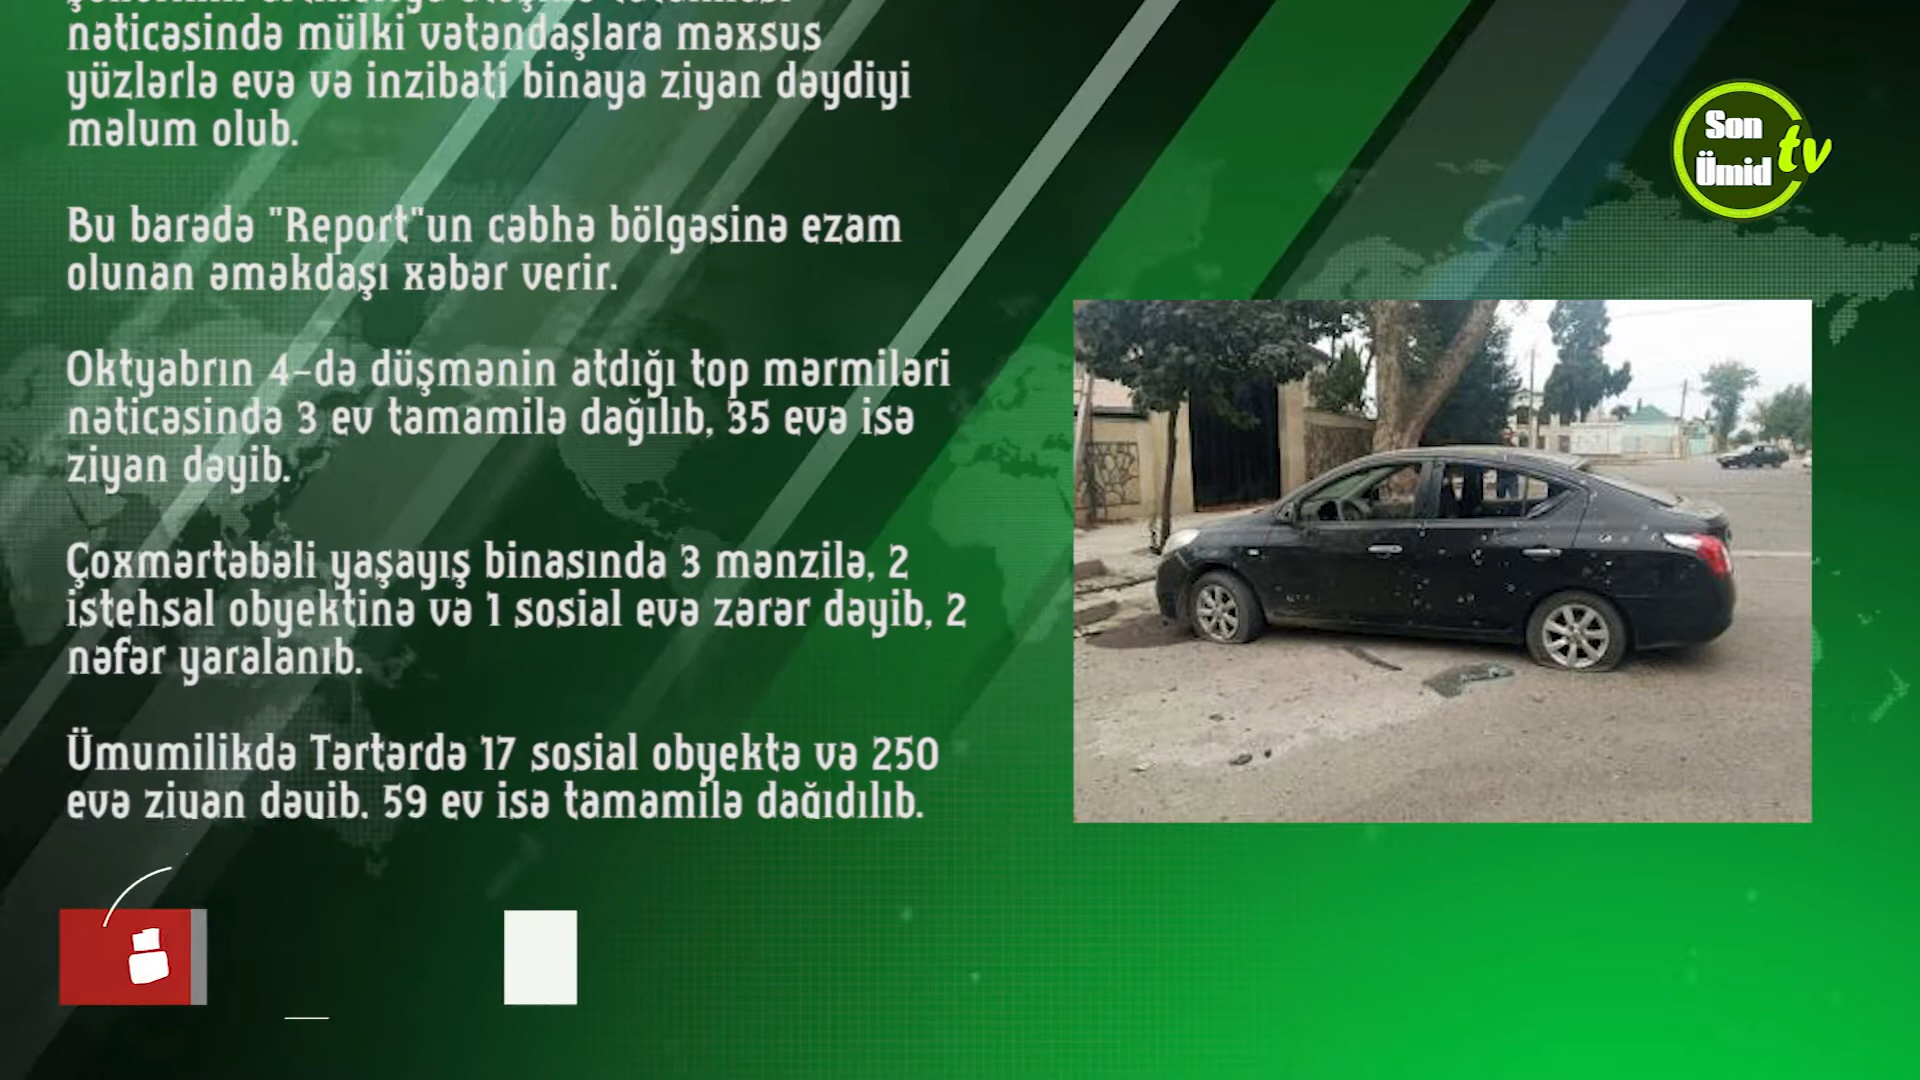 nəticəsində mülki vətəndaşlara məxsus
yüzlərlə evə və inzibati binaya ziyan dəydiyi
məlum olub.
Bu barədə "Report"un cəbhə bölgəsinə ezam
olunan əməkdaşı xəbər verir.
Oktyabrın 4-də düşmənin atdığı top mərmiləri
nəticəsində 3 ev tamamilə dağılıb, 35 evə isə
ziyan dəyib.
Çoxmərtəbəli yaşayış binasında 3 mənzilə, 2
istehsal obyektinə və 1 sosial evə zərər dəyib, 2
nəfər yaralanıb.
Ümumilikdə Tərtərdə 17 sosial obyektə və 250
evə ziyan dəyib. 59 ev isə tamamilə dağıdılıb.
Son
Ümid tv